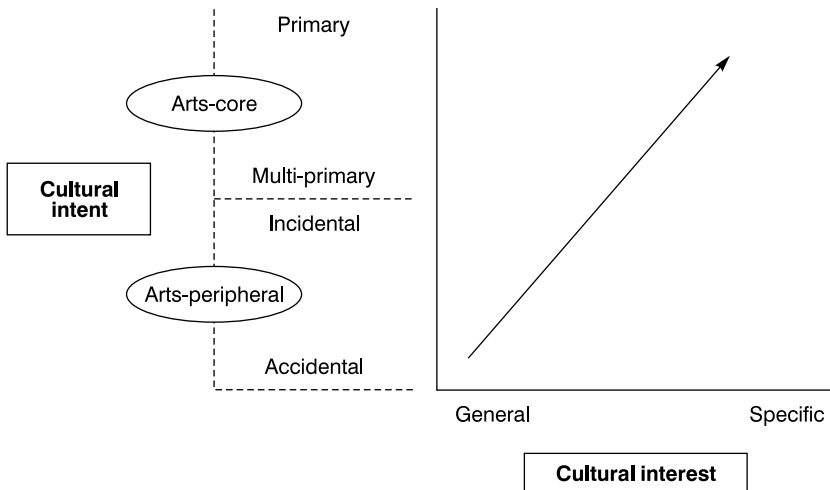 Primary
Arts-core
Multi-primary
Cultural
intent
Incidental
Arts-peripheral
Accidental
General
Specific
Cultural interest